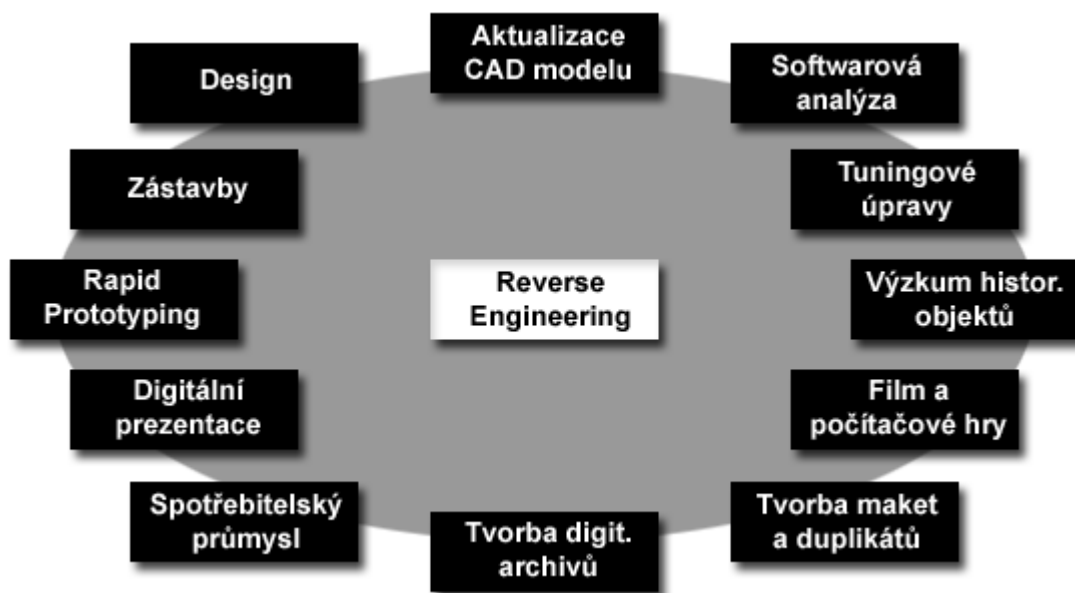 Aktualizace
CAD modelu
Design
Softwarová
analýza
Zástavby
Tuningové
úpravy
Rapid
Prototyping
Reverse
Engineering
Výzkum histor.
objektů
Digitální
prezentace
Film a
počítačové hry
Spotřebitelský
průmysl
Tvorba digit.
archivů
Tvorba maket
a duplikátů